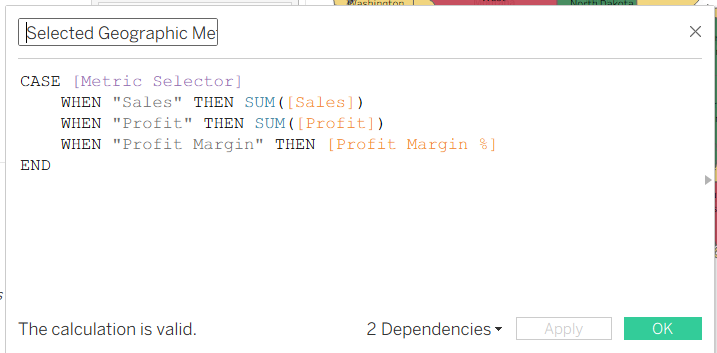 Washington
West
North Dakota
Selected Geographic Me
CASE [Metric Selector]
WHEN "Sales" THEN SUM([Sales])
WHEN "Profit" THEN SUM([Profit])
WHEN "Profit Margin" THEN [Profit Margin %]
END
The calculation is valid.
2 Dependencies
Apply
OK